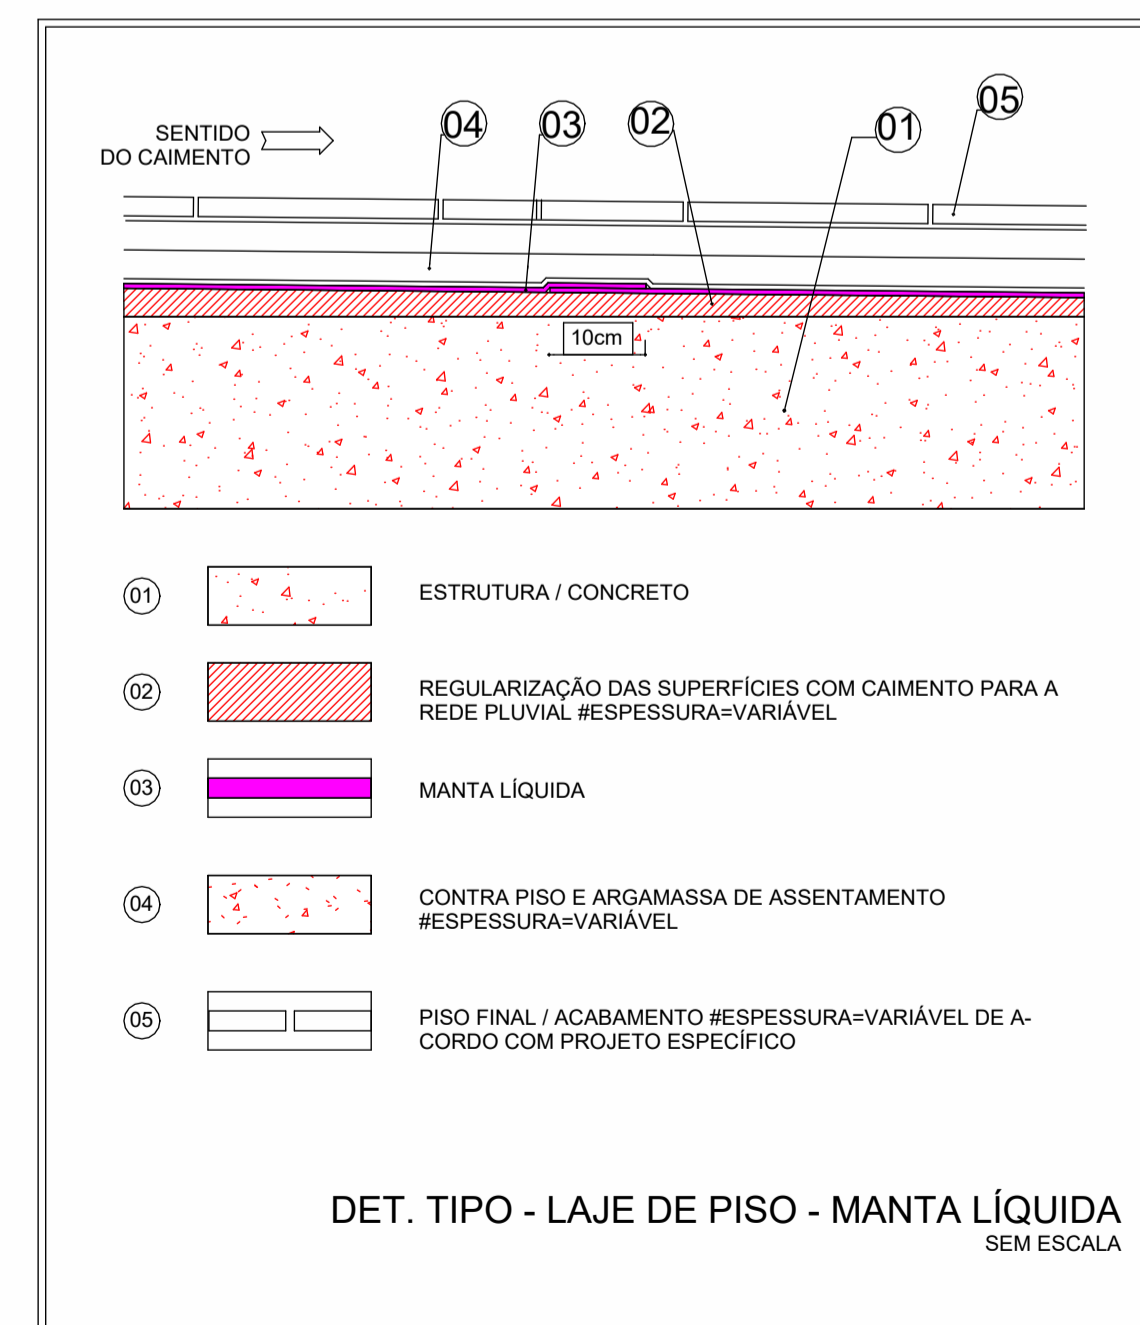 SENTIDO
DO CAIMENTO
04
03
02
01
05
10cm
01
ESTRUTURA / CONCRETO
02
REGULARIZAÇÃO DAS SUPERFÍCIES COM CAIMENTO PARA A
REDE PLUVIAL #ESPESSURA=VARIÁVEL
03
MANTA LÍQUIDA
04
CONTRA PISO E ARGAMASSA DE ASSENTAMENTO
#ESPESSURA=VARIÁVEL
05
PISO FINAL / ACABAMENTO #ESPESSURA=VARIÁVEL DE A-
CORDO COM PROJETO ESPECÍFICO
DET. TIPO - LAJE DE PISO - MANTA LÍQUIDA
SEM ESCALA